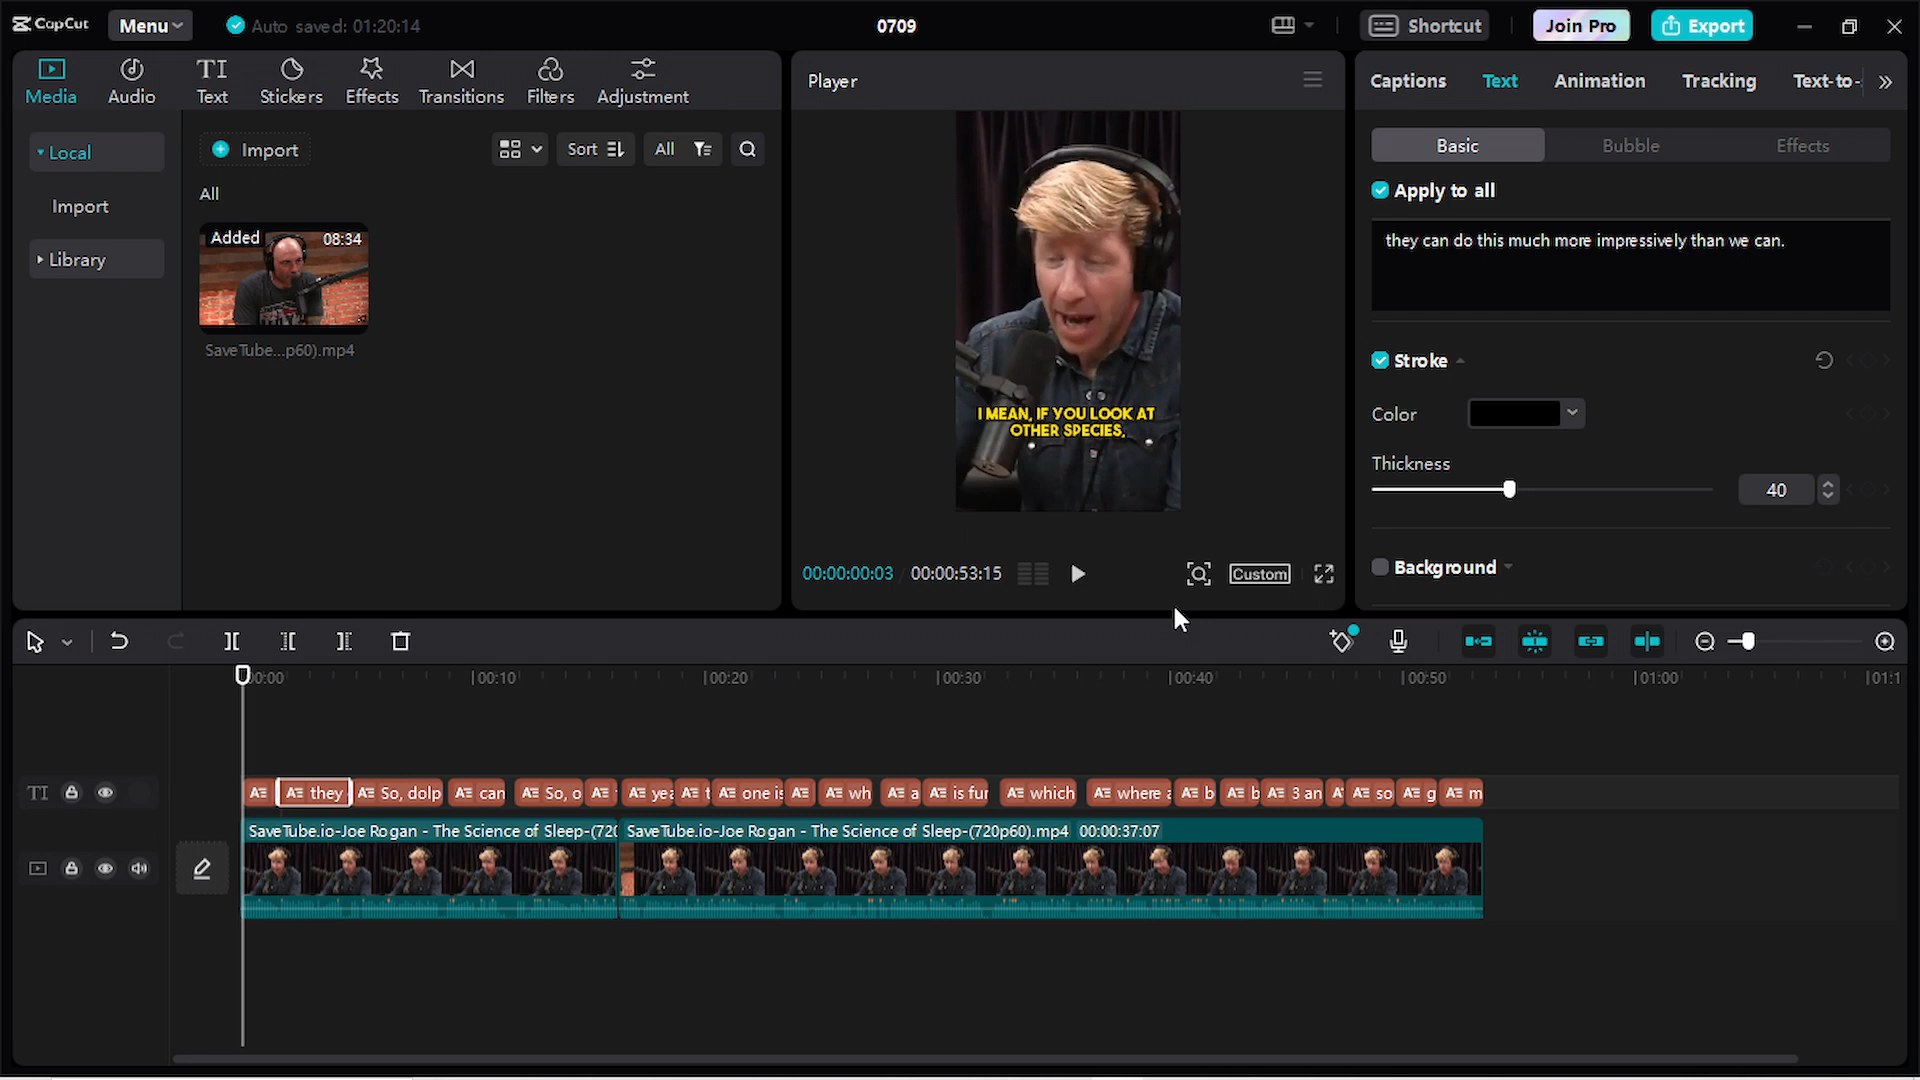 CapCut
Menu
Auto saved: 01:20:14
0709
Shortcut
Join Pro
Export
Media
Audio
TI
Text
Stickers
Effects
Transitions
Filters
Adjustment
Local
Import
Library
Import
Sort
All
All
Added
08:34
SaveTube...p60).mp4
Player
I MEAN, IF YOU LOOK AT
OTHER SPECIES,
00:00:00:03 / 00:00:53:15
Custom
Captions
Text
Animation
Tracking
Text-to-
Basic
Bubble
Effects
Apply to all
they can do this much more impressively than we can.
Stroke
Color
Thickness
40
Background
00:00
00:10
00:20
00:30
00:40
00:50
01:00
01:1
TI
they
So, dolp
can
So, o
yea
t
one is
wh
a
is fur
which
where a
b
b
3 an
so
g
m
SaveTube.io-Joe Rogan - The Science of Sleep-(720
SaveTube.io-Joe Rogan - The Science of Sleep-(720p60).mp4 00:00:37:07